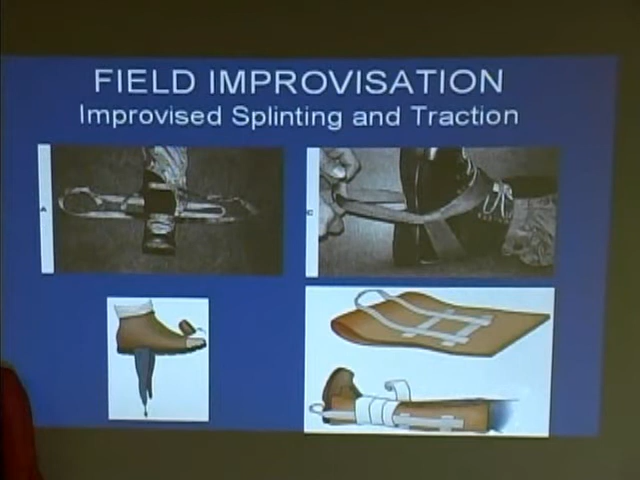 FIELD IMPROVISATION
Improvised Splinting and Traction
A
C